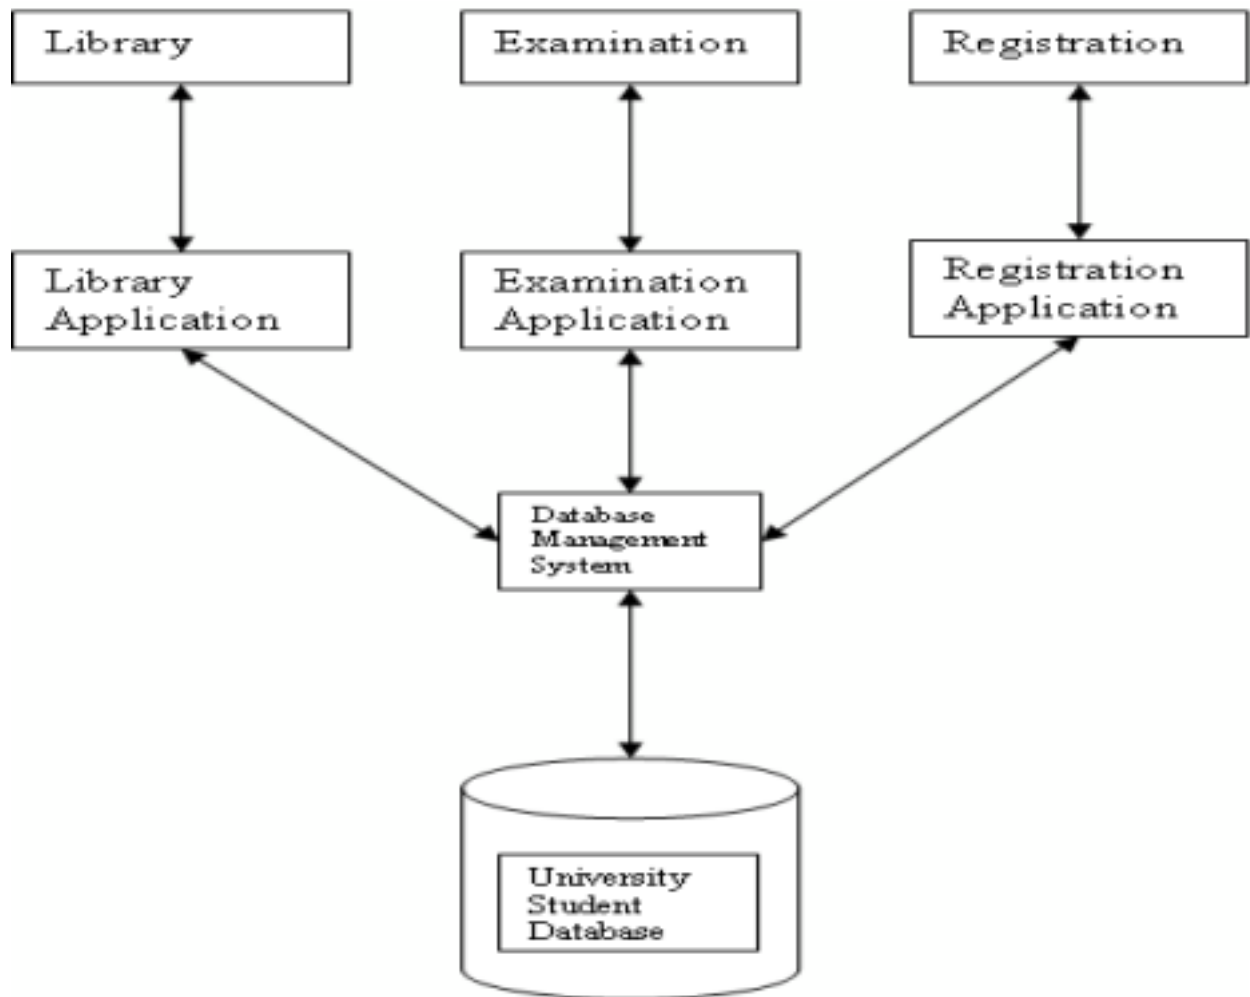 Library
Examination
Registration
Library
Application
Examination
Application
Registration
Application
Database
Management
System
University
Student
Database